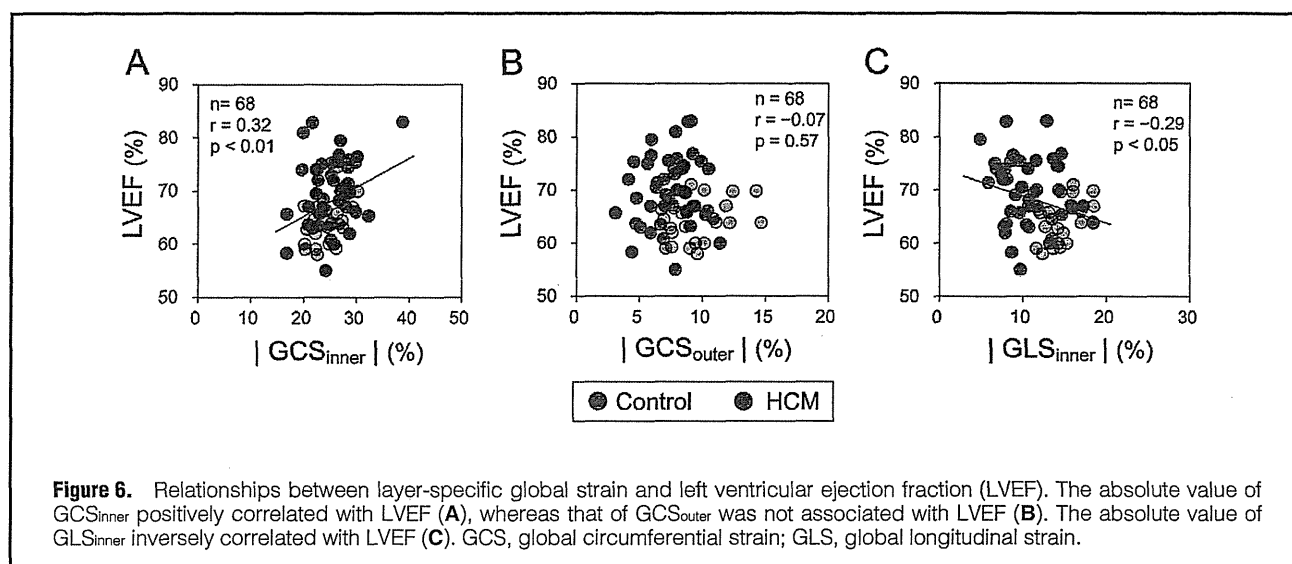 A
B
C
90
80
70
60
50
LVEF (%)
n= 68
r = 0.32
p < 0.01
0 10 20 30 40 50
| GCSinner | (%)
90
80
70
60
50
LVEF (%)
n = 68
r = −0.07
p = 0.57
0 5 10 15 20
| GCSouter | (%)
90
80
70
60
50
LVEF (%)
n = 68
r = −0.29
p < 0.05
0 10 20 30
| GLSinner | (%)
Control HCM
Figure 6. Relationships between layer-specific global strain and left ventricular ejection fraction (LVEF). The absolute value of
GCSinner positively correlated with LVEF (A), whereas that of GCSouter was not associated with LVEF (B). The absolute value of
GLSinner inversely correlated with LVEF (C). GCS, global circumferential strain; GLS, global longitudinal strain.